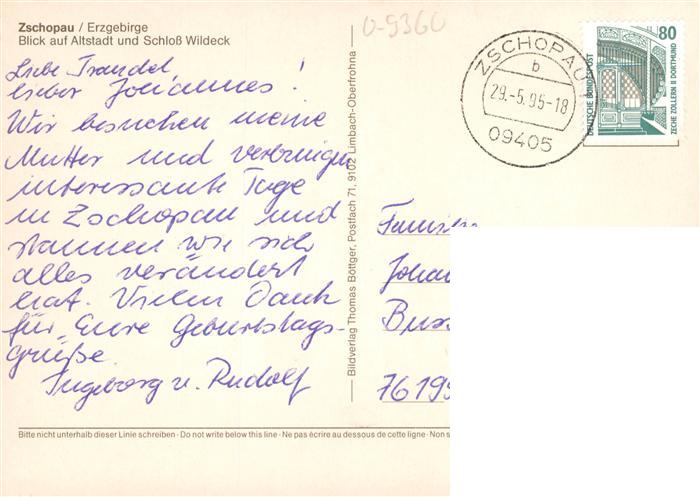 Zschopau / Erzgebirge
Blick auf Altstadt und Schloß Wildeck
0-9360
Liebe Traudel,
lieber Johannes!
Wir besuchen meine
Mutter und verbringen
interessante Tage
in Zschopau und
staunen wie sich
alles verändert
hat. Vielen Dank
für Eure Geburtstags-
grüße.
Ingeborg u. Rudolf
Bildverlag Thomas Böttger, Postfach 71, 9102 Limbach-Oberfrohna
ZSCHOPAU 1
b
29.-5.95-18
09405
80
DEUTSCHE BUNDESPOST
ZECHE ZOLLERN II DORTMUND
Familie
Johan
Buss
7619
Bitte nicht unterhalb dieser Linie schreiben · Do not write below this line · Ne pas écrire au dessous de cette ligne · Non s